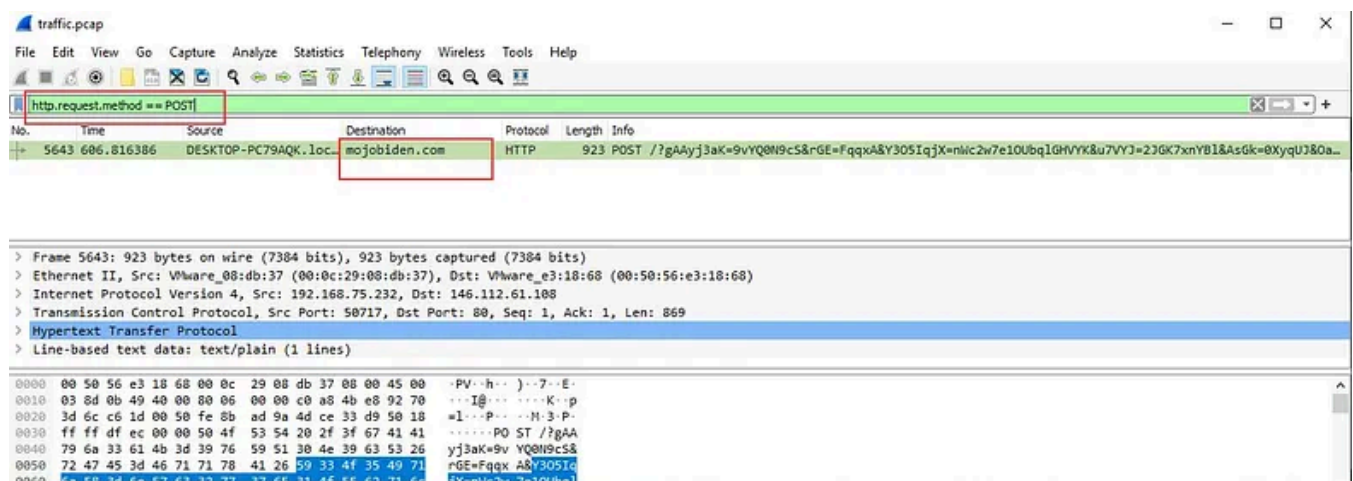 traffic.pcap
File Edit View Go Capture Analyze Statistics Telephony Wireless Tools Help
http.request.method == POST
No. Time Source Destination Protocol Length Info
5643 606.816386 DESKTOP-PC79AQK.loc… mojobiden.com HTTP 923 POST /?gAAyj3aK=9vYQ0N9cS&rGE=FqqxA&Y3O5IqjX=nWc2w7e1OUbqlGHVYK&u7VYJ=2JGK7xnYBl&AsGk=0XyqUJ&Oa…
> Frame 5643: 923 bytes on wire (7384 bits), 923 bytes captured (7384 bits)
> Ethernet II, Src: VMware_08:db:37 (00:0c:29:08:db:37), Dst: VMware_e3:18:68 (00:50:56:e3:18:68)
> Internet Protocol Version 4, Src: 192.168.75.232, Dst: 146.112.61.108
> Transmission Control Protocol, Src Port: 50717, Dst Port: 80, Seq: 1, Ack: 1, Len: 869
> Hypertext Transfer Protocol
> Line-based text data: text/plain (1 lines)
0000 00 50 56 e3 18 68 00 0c 29 08 db 37 08 00 45 00 ·PV··h·· )··7··E·
0010 03 8d 0b 49 40 00 80 06 00 00 c0 a8 4b e8 92 70 ···I@··· ····K··p
0020 3d 6c c6 1d 00 50 fe 8b ad 9a 4d ce 33 d9 50 18 =l···P·· ··M·3·P·
0030 ff ff df ec 00 00 50 4f 53 54 20 2f 3f 67 41 41 ······PO ST /?gAA
0040 79 6a 33 61 4b 3d 39 76 59 51 30 4e 39 63 53 26 yj3aK=9v YQ0N9cS&
0050 72 47 45 3d 46 71 71 78 41 26 59 33 4f 35 49 71 rGE=Fqqx A&Y3O5Iq